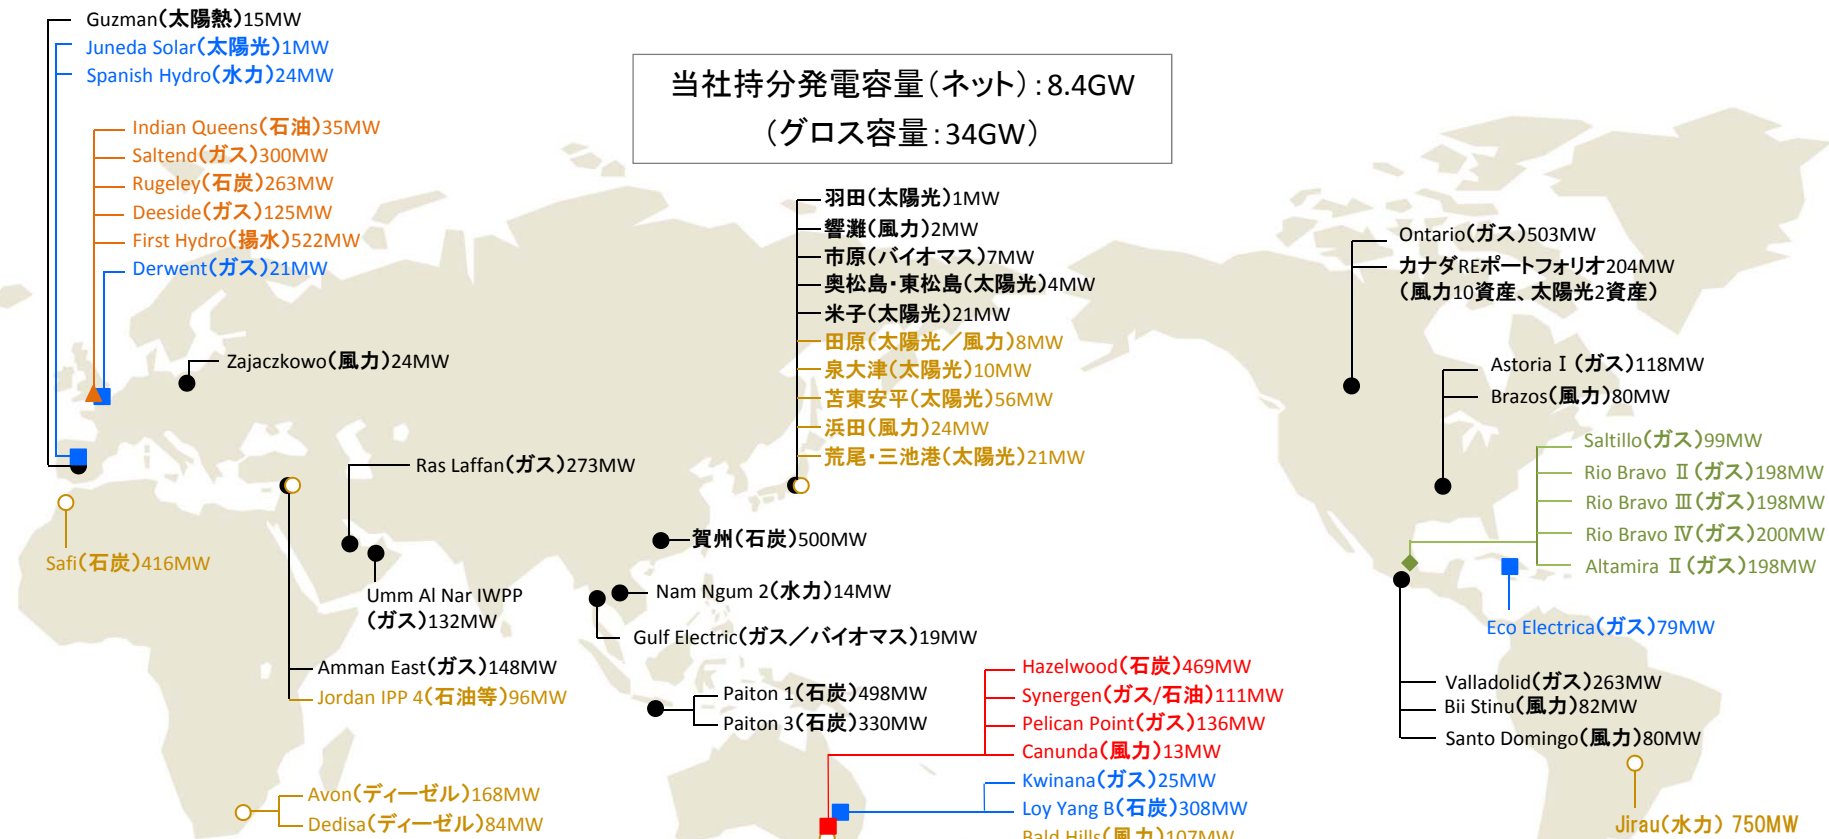 Guzman(太陽熱)15MW
Juneda Solar(太陽光)1MW
Spanish Hydro(水力)24MW
当社持分発電容量(ネット):8.4GW
(グロス容量:34GW)
Indian Queens(石油)35MW
Saltend(ガス)300MW
Rugeley(石炭)263MW
Deeside(ガス)125MW
First Hydro(揚水)522MW
Derwent(ガス)21MW
Zajaczkowo(風力)24MW
羽田(太陽光)1MW
響灘(風力)2MW
市原(バイオマス)7MW
奥松島・東松島(太陽光)4MW
米子(太陽光)21MW
田原(太陽光/風力)8MW
泉大津(太陽光)10MW
苫東安平(太陽光)56MW
浜田(風力)24MW
荒尾・三池港(太陽光)21MW
Ontario(ガス)503MW
カナダREポートフォリオ204MW
(風力10資産、太陽光2資産)
Astoria Ⅰ(ガス)118MW
Brazos(風力)80MW
Saltillo(ガス)99MW
Rio Bravo Ⅱ(ガス)198MW
Rio Bravo Ⅲ(ガス)198MW
Rio Bravo Ⅳ(ガス)200MW
Altamira Ⅱ(ガス)198MW
Ras Laffan(ガス)273MW
Safi(石炭)416MW
賀州(石炭)500MW
Umm Al Nar IWPP
(ガス)132MW
Nam Ngum 2(水力)14MW
Gulf Electric(ガス/バイオマス)19MW
Eco Electrica(ガス)79MW
Amman East(ガス)148MW
Jordan IPP 4(石油等)96MW
Paiton 1(石炭)498MW
Paiton 3(石炭)330MW
Hazelwood(石炭)469MW
Synergen(ガス/石油)111MW
Pelican Point(ガス)136MW
Canunda(風力)13MW
Kwinana(ガス)25MW
Loy Yang B(石炭)308MW
Bald Hills(風力)107MW
Valladolid(ガス)263MW
Bii Stinu(風力)82MW
Santo Domingo(風力)80MW
Avon(ディーゼル)168MW
Dedisa(ディーゼル)84MW
Jirau(水力) 750MW